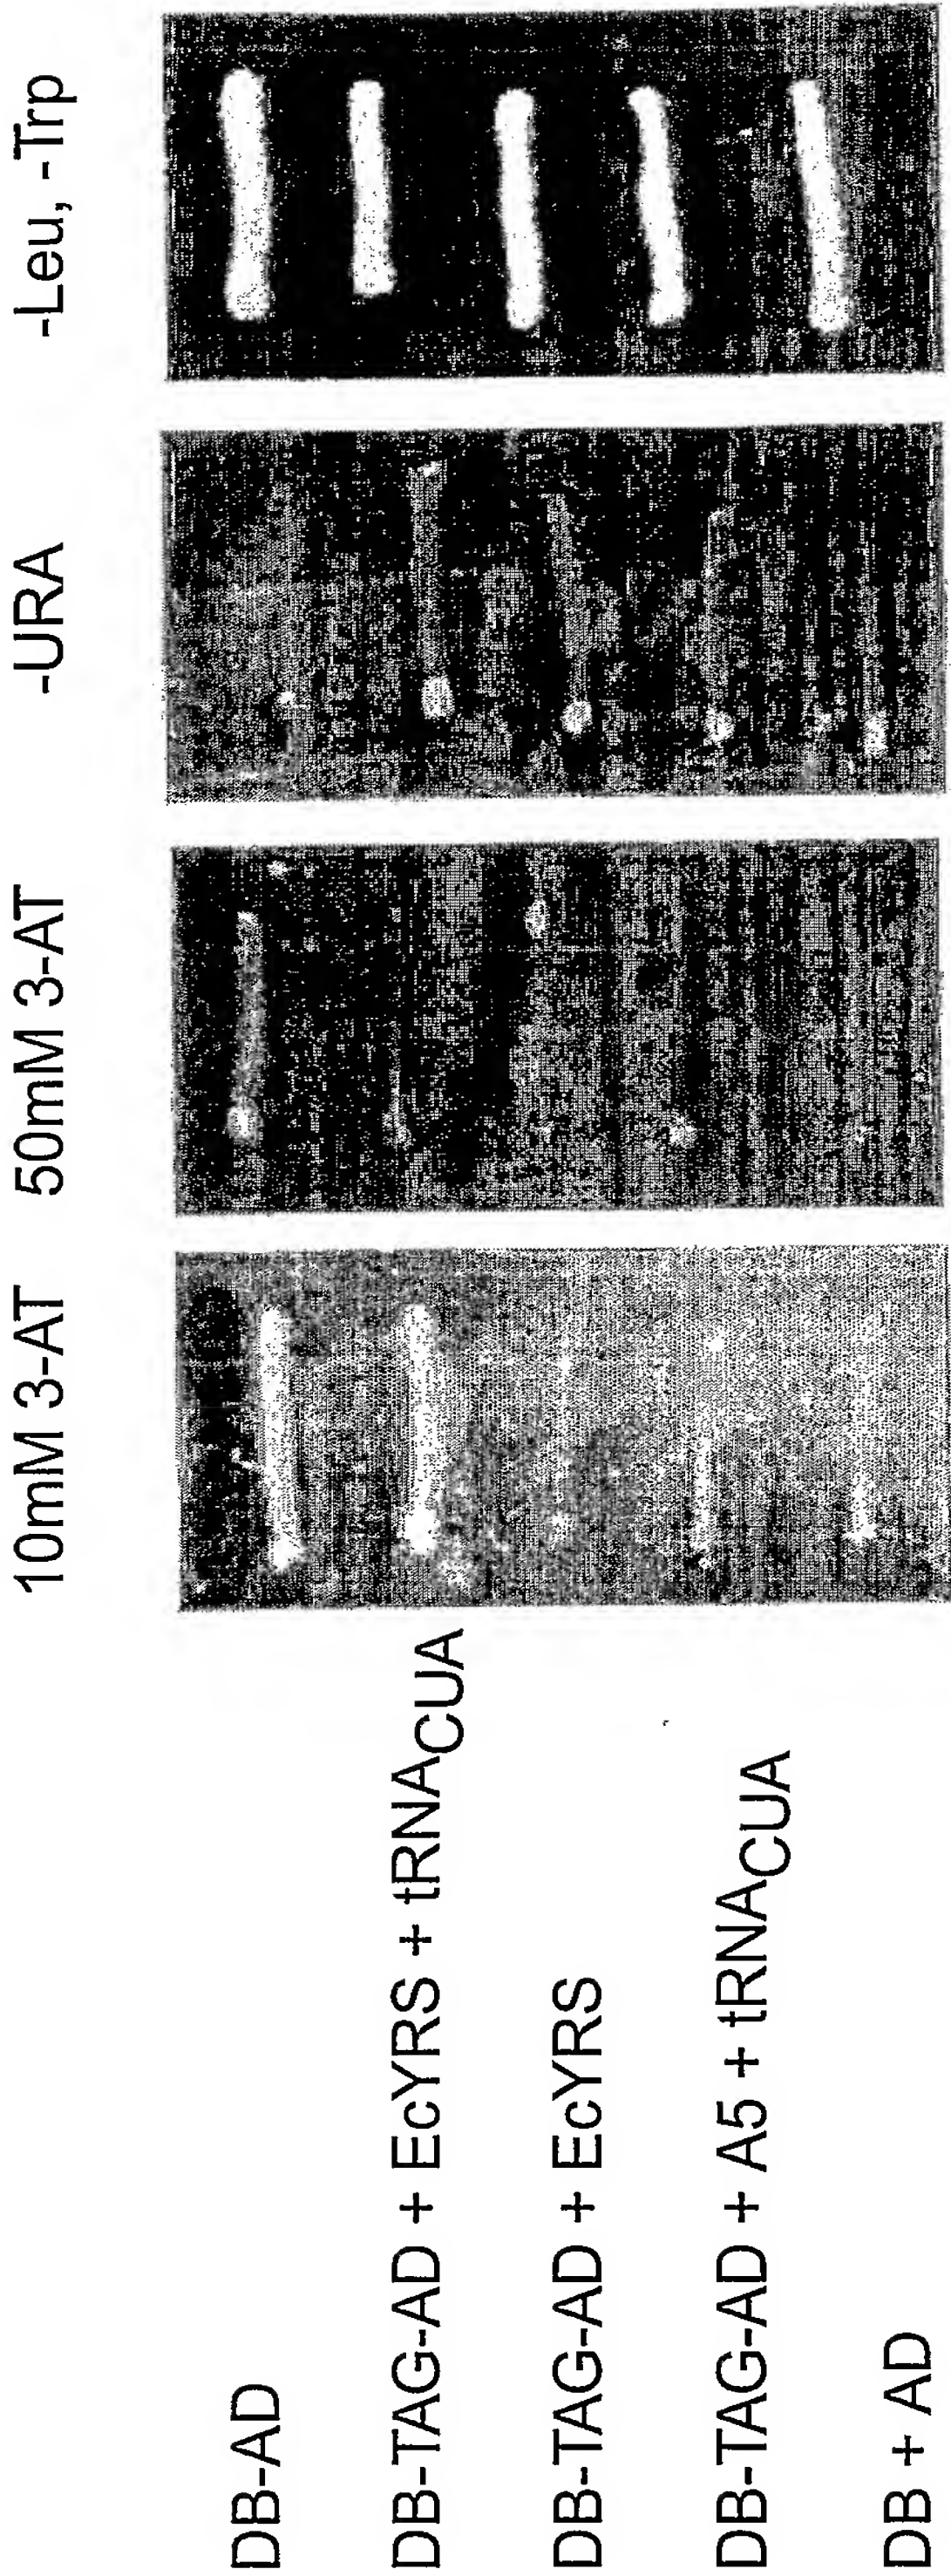 10mM 3-AT
50mM 3-AT
-URA
-Leu, -Trp
DB-AD
DB-TAG-AD + EcYRS + tRNACUA
DB-TAG-AD + EcYRS
DB-TAG-AD + A5 + tRNACUA
DB + AD